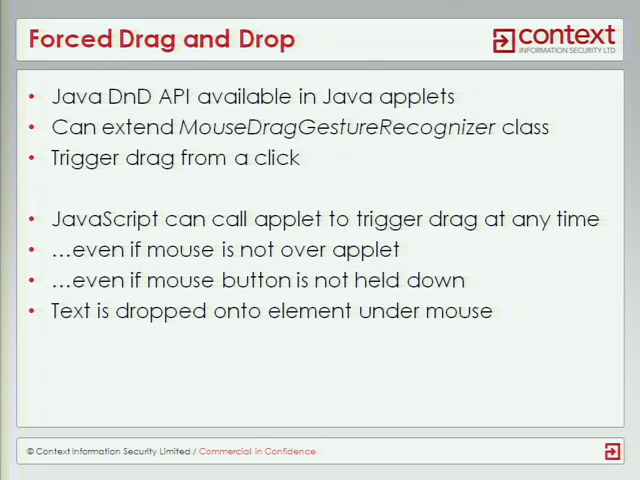 Forced Drag and Drop
context
INFORMATION SECURITY LTD
• Java DnD API available in Java applets
• Can extend MouseDragGestureRecognizer class
• Trigger drag from a click
• JavaScript can call applet to trigger drag at any time
• …even if mouse is not over applet
• …even if mouse button is not held down
• Text is dropped onto element under mouse
© Context Information Security Limited / Commercial in Confidence